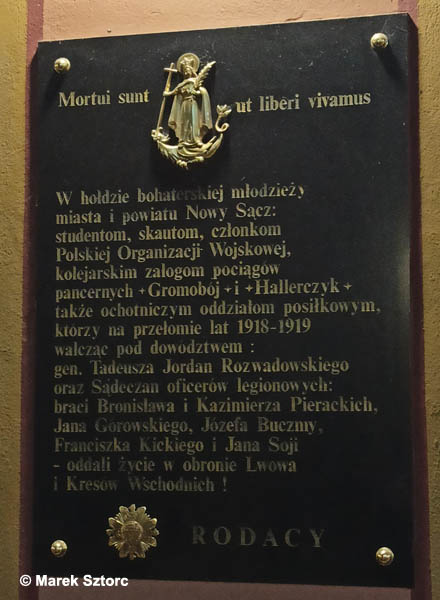 Mortui sunt ut liberi vivamus
W hołdzie bohaterskiej młodzieży
miasta i powiatu Nowy Sącz:
studentom, skautom, członkom
Polskiej Organizacji Wojskowej,
kolejarskim załogom pociągów
pancernych +Gromobój+ i +Hallerczyk+
także ochotniczym oddziałom posiłkowym,
którzy na przełomie lat 1918-1919
walcząc pod dowództwem :
gen. Tadeusza Jordan Rozwadowskiego
oraz Sądeczan oficerów legionowych:
braci Bronisława i Kazimierza Pierackich,
Jana Górowskiego, Józefa Buczmy,
Franciszka Kickiego i Jana Soji
- oddali życie w obronie Lwowa
i Kresów Wschodnich !
RODACY
© Marek Sztorc